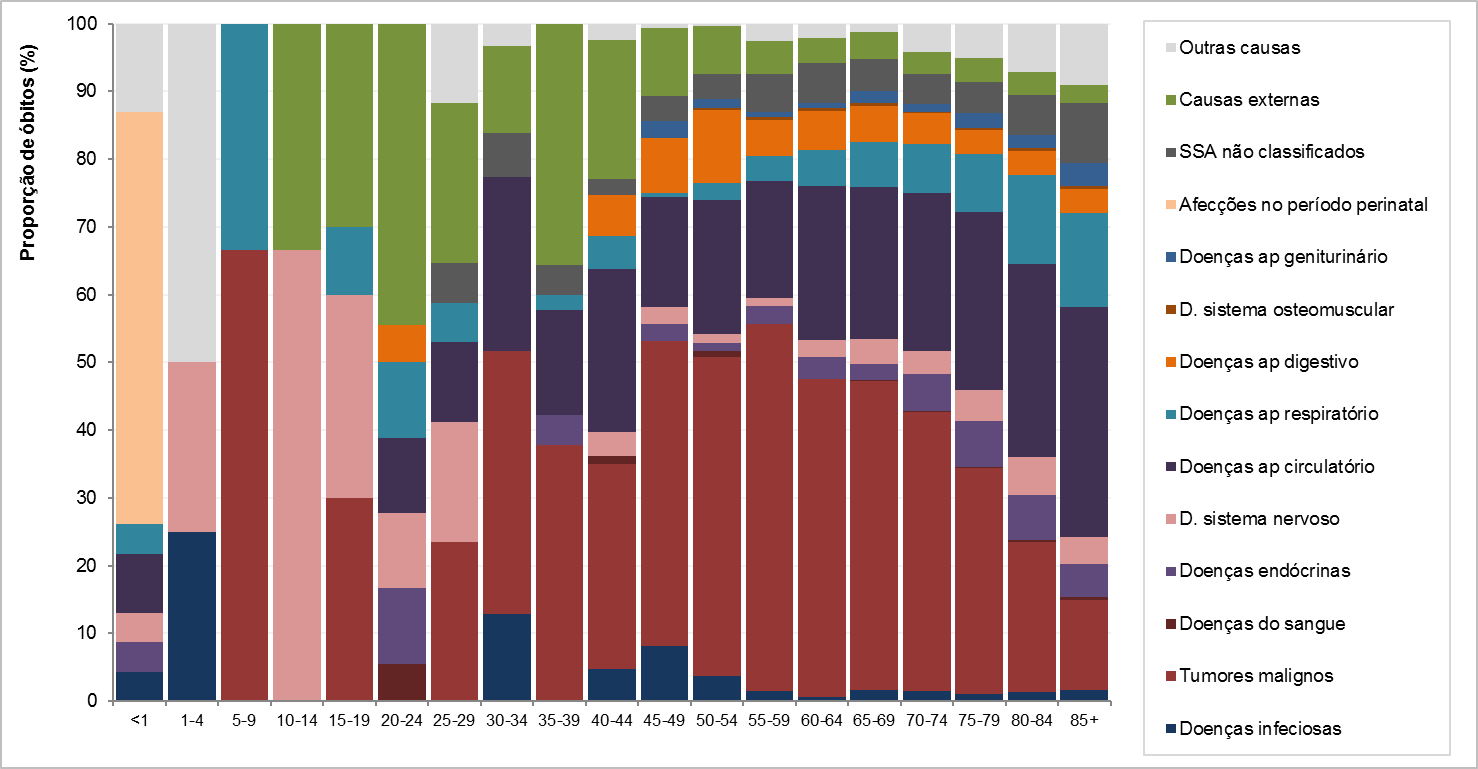 Proporção de óbitos (%)
100
90
80
70
60
50
40
30
20
10
0
<1 1-4 5-9 10-14 15-19 20-24 25-29 30-34 35-39 40-44 45-49 50-54 55-59 60-64 65-69 70-74 75-79 80-84 85+
Outras causas
Causas externas
SSA não classificados
Afecções no período perinatal
Doenças ap geniturinário
D. sistema osteomuscular
Doenças ap digestivo
Doenças ap respiratório
Doenças ap circulatório
D. sistema nervoso
Doenças endócrinas
Doenças do sangue
Tumores malignos
Doenças infeciosas